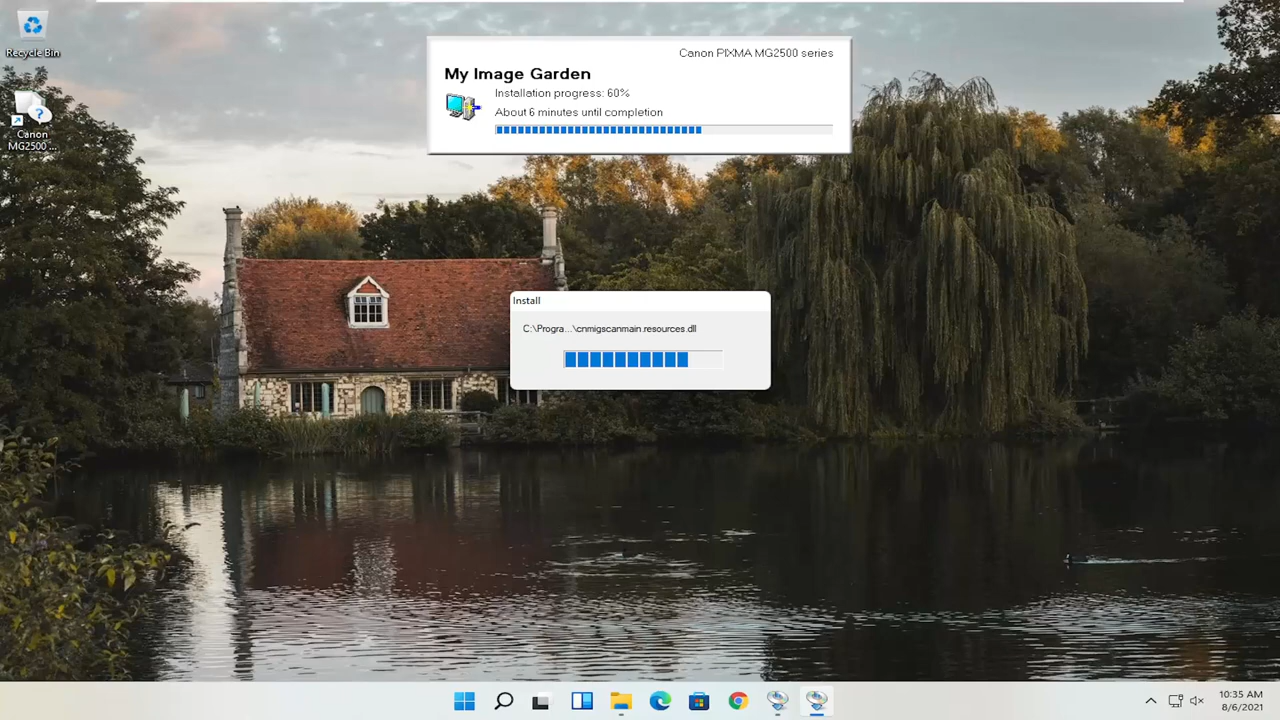 Recycle Bin
Canon
MG2500 ...
Canon PIXMA MG2500 series
My Image Garden
Installation progress: 60%
About 6 minutes until completion
Install
C:\Progra...\cnmigscanmain.resources.dll
10:35 AM
8/6/2021